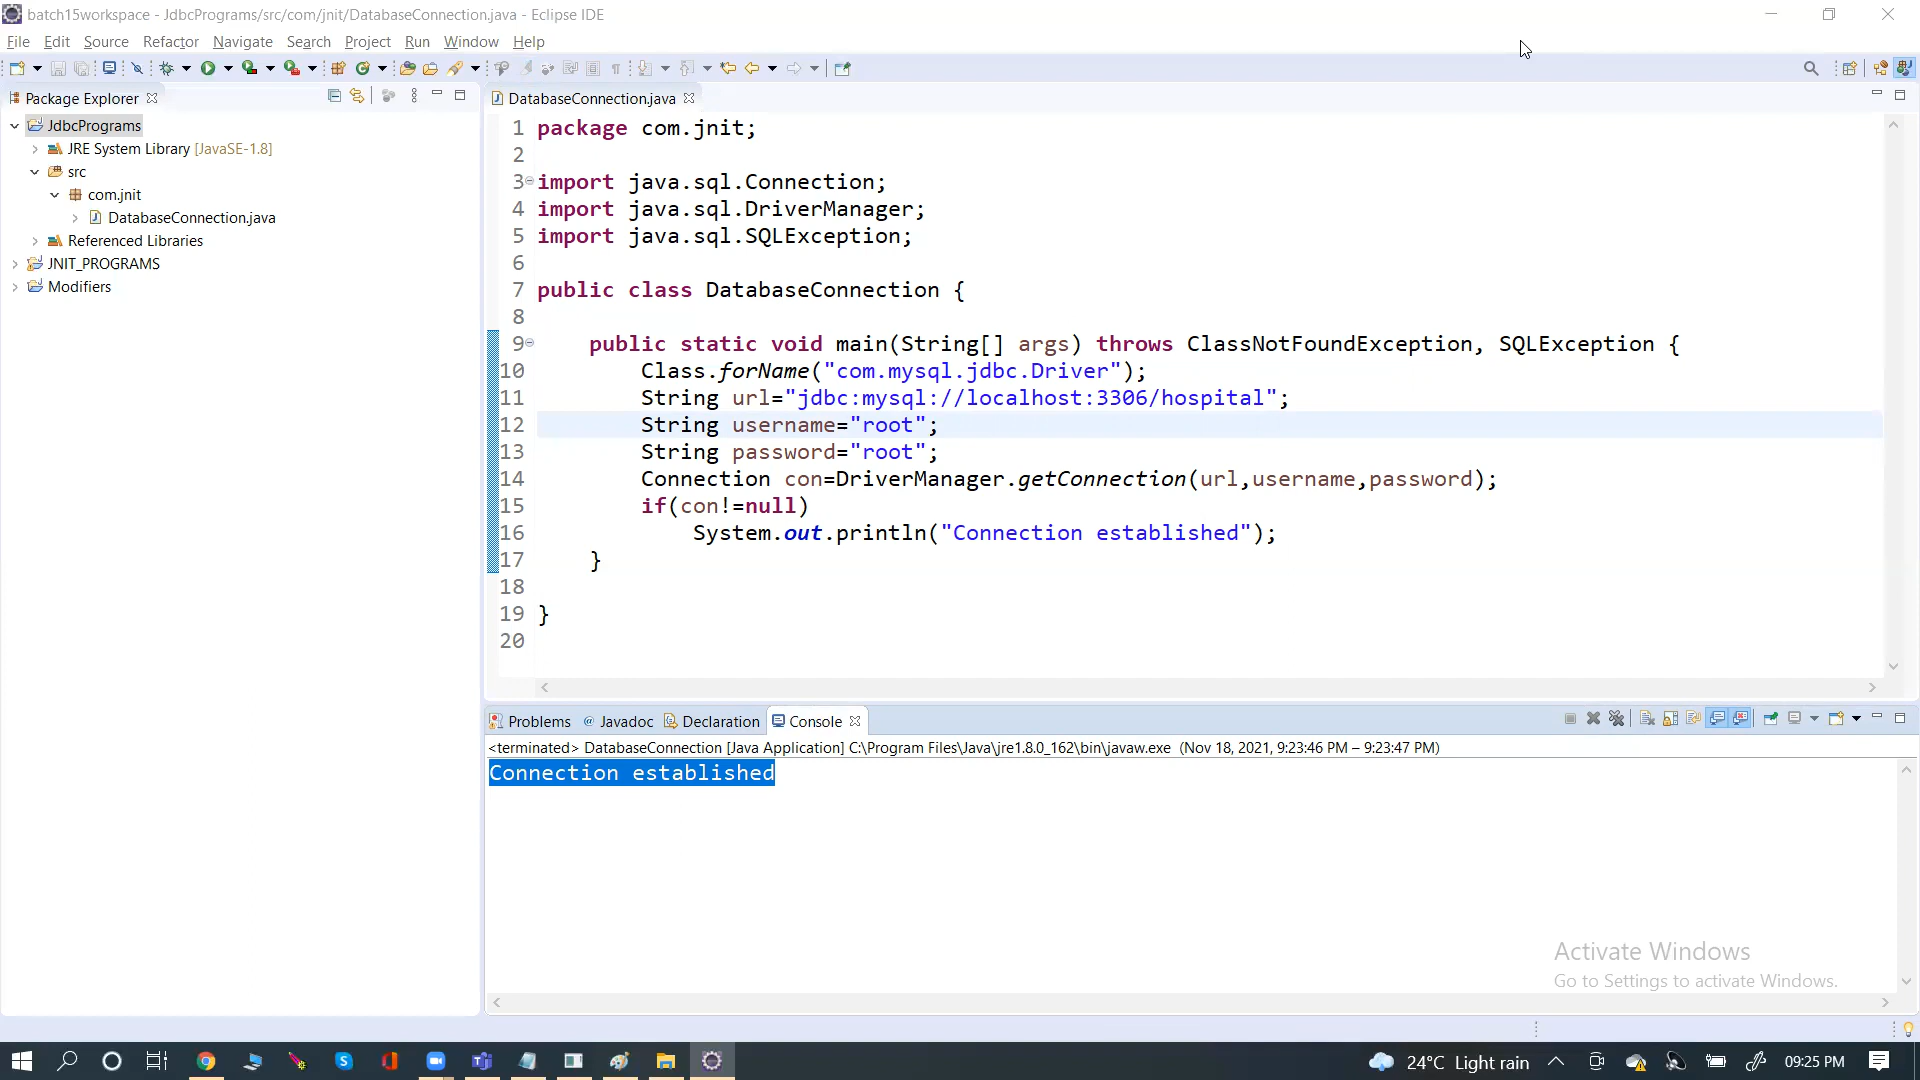 batch15workspace - JdbcPrograms/src/com/jnit/DatabaseConnection.java - Eclipse IDE
File Edit Source Refactor Navigate Search Project Run Window Help
Package Explorer
JdbcPrograms
JRE System Library [JavaSE-1.8]
src
com.jnit
DatabaseConnection.java
Referenced Libraries
JNIT_PROGRAMS
Modifiers
DatabaseConnection.java
1 package com.jnit;
2
3 import java.sql.Connection;
4 import java.sql.DriverManager;
5 import java.sql.SQLException;
6
7 public class DatabaseConnection {
8
9 public static void main(String[] args) throws ClassNotFoundException, SQLException {
10 Class.forName("com.mysql.jdbc.Driver");
11 String url="jdbc:mysql://localhost:3306/hospital";
12 String username="root";
13 String password="root";
14 Connection con=DriverManager.getConnection(url,username,password);
15 if(con!=null)
16 System.out.println("Connection established");
17 }
18
19 }
20
Problems Javadoc Declaration Console
<terminated> DatabaseConnection [Java Application] C:\Program Files\Java\jre1.8.0_162\bin\javaw.exe (Nov 18, 2021, 9:23:46 PM – 9:23:47 PM)
Connection established
Activate Windows
Go to Settings to activate Windows.
24°C Light rain 09:25 PM